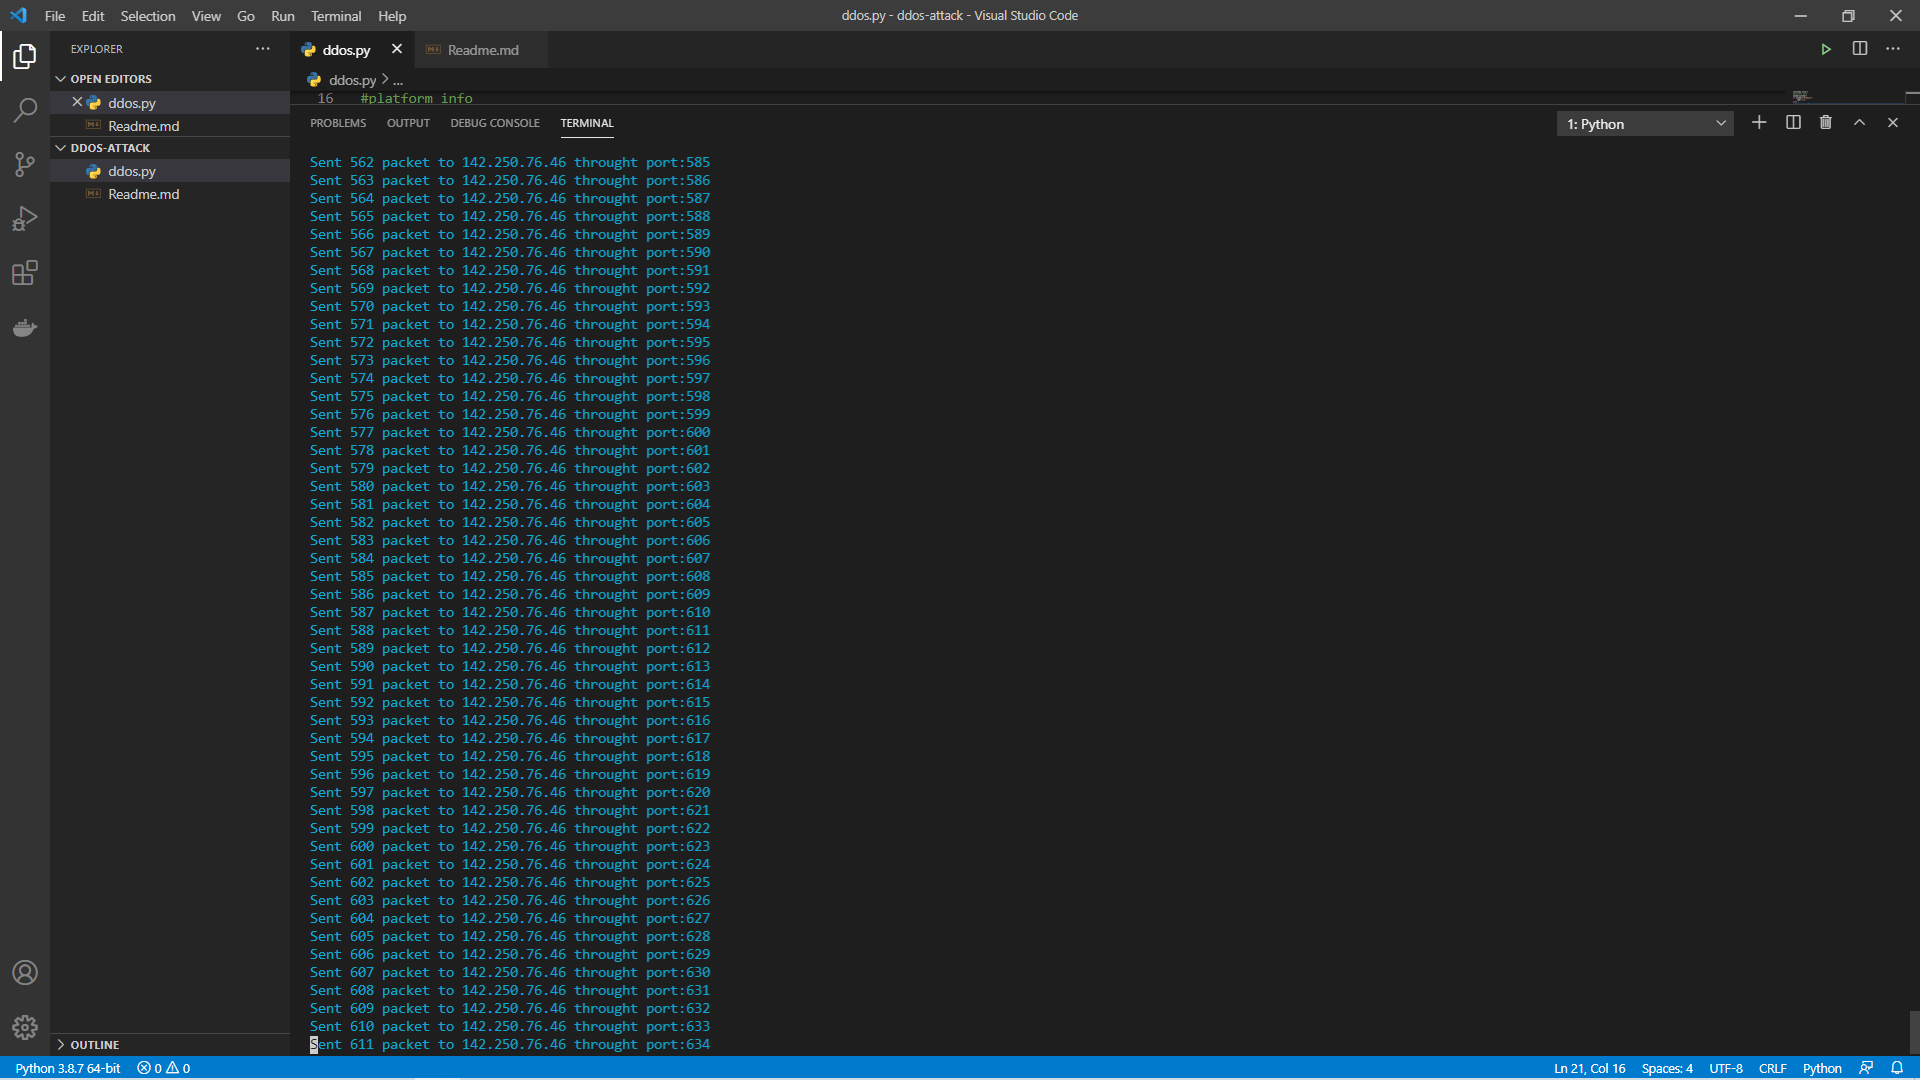 File Edit Selection View Go Run Terminal Help
ddos.py - ddos-attack - Visual Studio Code
EXPLORER
OPEN EDITORS
ddos.py
Readme.md
DDOS-ATTACK
ddos.py
Readme.md
OUTLINE
ddos.py Readme.md
ddos.py > ...
16 #platform info
PROBLEMS OUTPUT DEBUG CONSOLE TERMINAL
1: Python
Sent 562 packet to 142.250.76.46 throught port:585
Sent 563 packet to 142.250.76.46 throught port:586
Sent 564 packet to 142.250.76.46 throught port:587
Sent 565 packet to 142.250.76.46 throught port:588
Sent 566 packet to 142.250.76.46 throught port:589
Sent 567 packet to 142.250.76.46 throught port:590
Sent 568 packet to 142.250.76.46 throught port:591
Sent 569 packet to 142.250.76.46 throught port:592
Sent 570 packet to 142.250.76.46 throught port:593
Sent 571 packet to 142.250.76.46 throught port:594
Sent 572 packet to 142.250.76.46 throught port:595
Sent 573 packet to 142.250.76.46 throught port:596
Sent 574 packet to 142.250.76.46 throught port:597
Sent 575 packet to 142.250.76.46 throught port:598
Sent 576 packet to 142.250.76.46 throught port:599
Sent 577 packet to 142.250.76.46 throught port:600
Sent 578 packet to 142.250.76.46 throught port:601
Sent 579 packet to 142.250.76.46 throught port:602
Sent 580 packet to 142.250.76.46 throught port:603
Sent 581 packet to 142.250.76.46 throught port:604
Sent 582 packet to 142.250.76.46 throught port:605
Sent 583 packet to 142.250.76.46 throught port:606
Sent 584 packet to 142.250.76.46 throught port:607
Sent 585 packet to 142.250.76.46 throught port:608
Sent 586 packet to 142.250.76.46 throught port:609
Sent 587 packet to 142.250.76.46 throught port:610
Sent 588 packet to 142.250.76.46 throught port:611
Sent 589 packet to 142.250.76.46 throught port:612
Sent 590 packet to 142.250.76.46 throught port:613
Sent 591 packet to 142.250.76.46 throught port:614
Sent 592 packet to 142.250.76.46 throught port:615
Sent 593 packet to 142.250.76.46 throught port:616
Sent 594 packet to 142.250.76.46 throught port:617
Sent 595 packet to 142.250.76.46 throught port:618
Sent 596 packet to 142.250.76.46 throught port:619
Sent 597 packet to 142.250.76.46 throught port:620
Sent 598 packet to 142.250.76.46 throught port:621
Sent 599 packet to 142.250.76.46 throught port:622
Sent 600 packet to 142.250.76.46 throught port:623
Sent 601 packet to 142.250.76.46 throught port:624
Sent 602 packet to 142.250.76.46 throught port:625
Sent 603 packet to 142.250.76.46 throught port:626
Sent 604 packet to 142.250.76.46 throught port:627
Sent 605 packet to 142.250.76.46 throught port:628
Sent 606 packet to 142.250.76.46 throught port:629
Sent 607 packet to 142.250.76.46 throught port:630
Sent 608 packet to 142.250.76.46 throught port:631
Sent 609 packet to 142.250.76.46 throught port:632
Sent 610 packet to 142.250.76.46 throught port:633
Sent 611 packet to 142.250.76.46 throught port:634
Python 3.8.7 64-bit 0 0 Ln 21, Col 16 Spaces: 4 UTF-8 CRLF Python